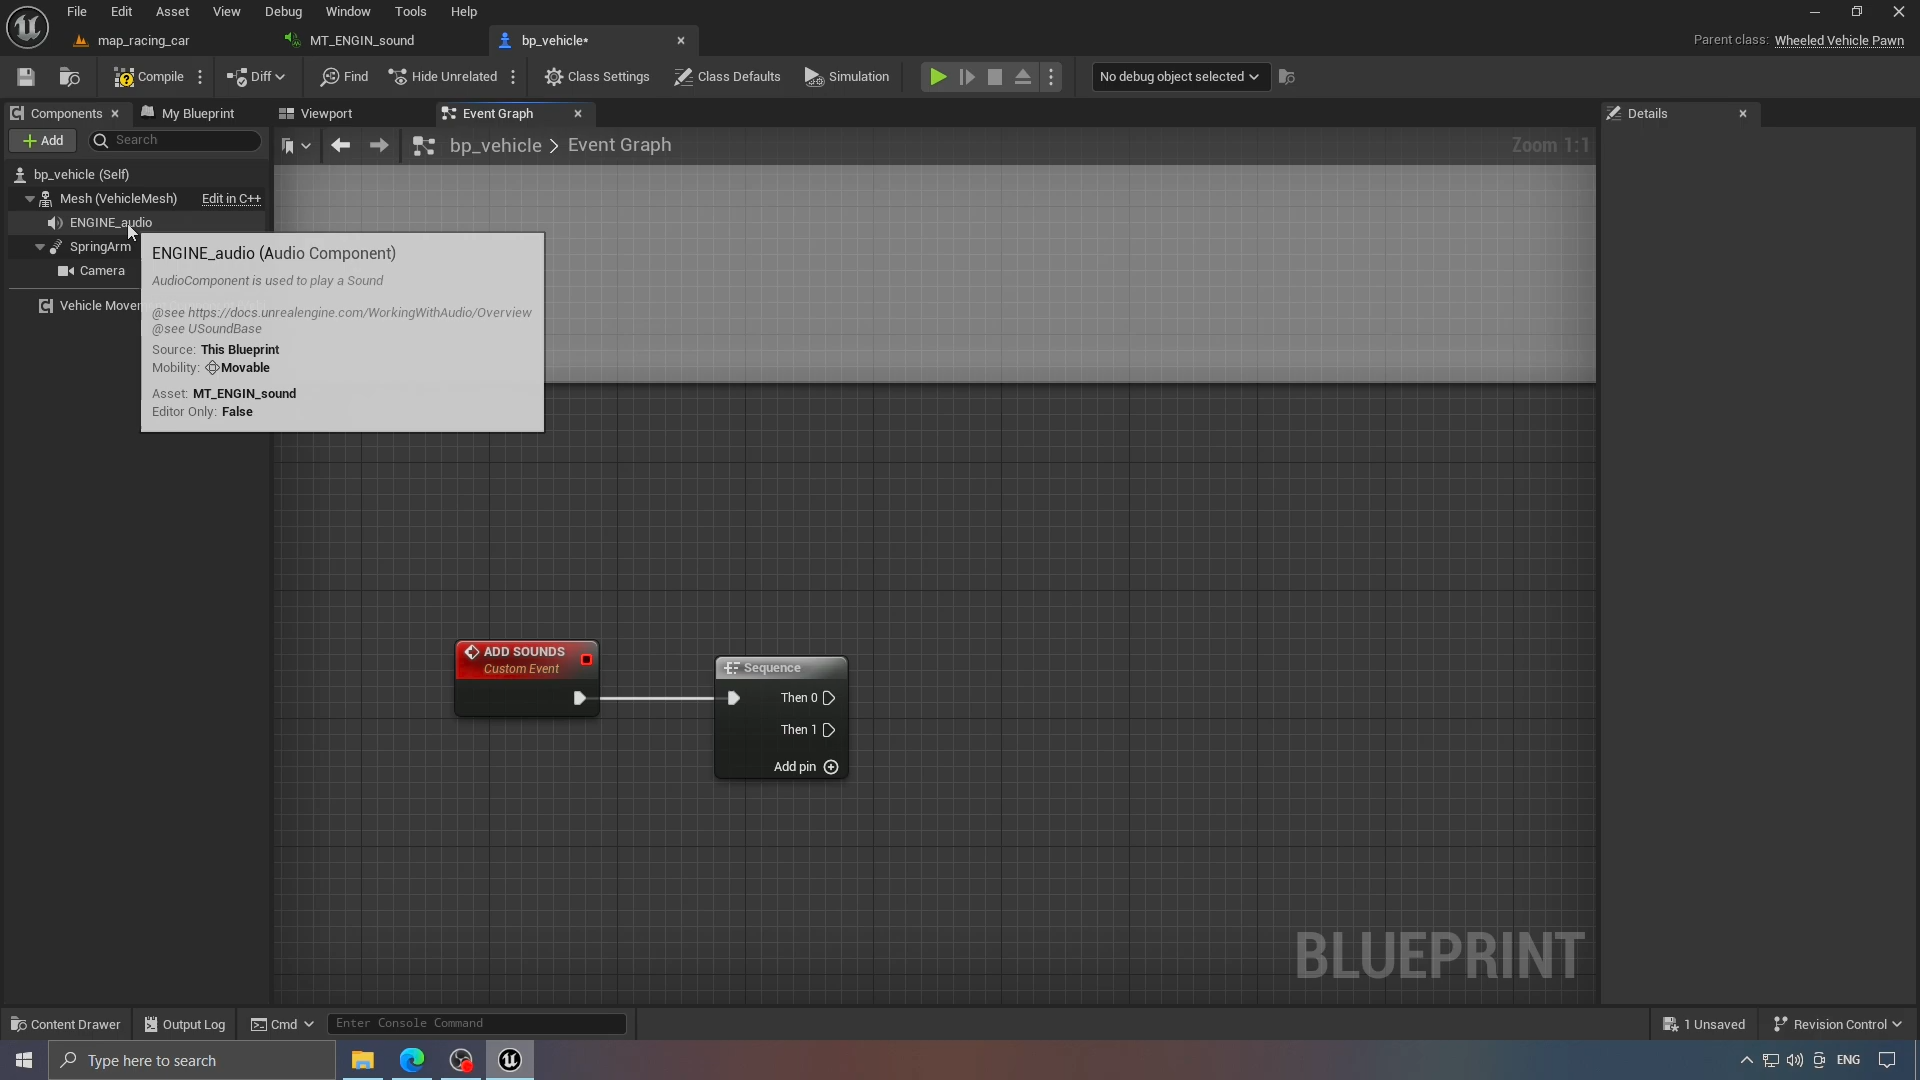 File Edit Asset View Debug Window Tools Help
map_racing_car MT_ENGIN_sound bp_vehicle* Parent class: Wheeled Vehicle Pawn
Compile Diff Find Hide Unrelated Class Settings Class Defaults Simulation No debug object selected
Components My Blueprint Viewport Event Graph Details
Add Search bp_vehicle > Event Graph Zoom 1:1
bp_vehicle (Self)
Mesh (VehicleMesh) Edit in C++
ENGINE_audio
SpringArm
Camera
Vehicle Movem
ENGINE_audio (Audio Component)
AudioComponent is used to play a Sound
@see https://docs.unrealengine.com/WorkingWithAudio/Overview
@see USoundBase
Source: This Blueprint
Mobility: Movable
Asset: MT_ENGIN_sound
Editor Only: False
ADD SOUNDS
Custom Event
Sequence
Then 0
Then 1
Add pin
BLUEPRINT
Content Drawer Output Log Cmd Enter Console Command 1 Unsaved Revision Control
Type here to search ENG